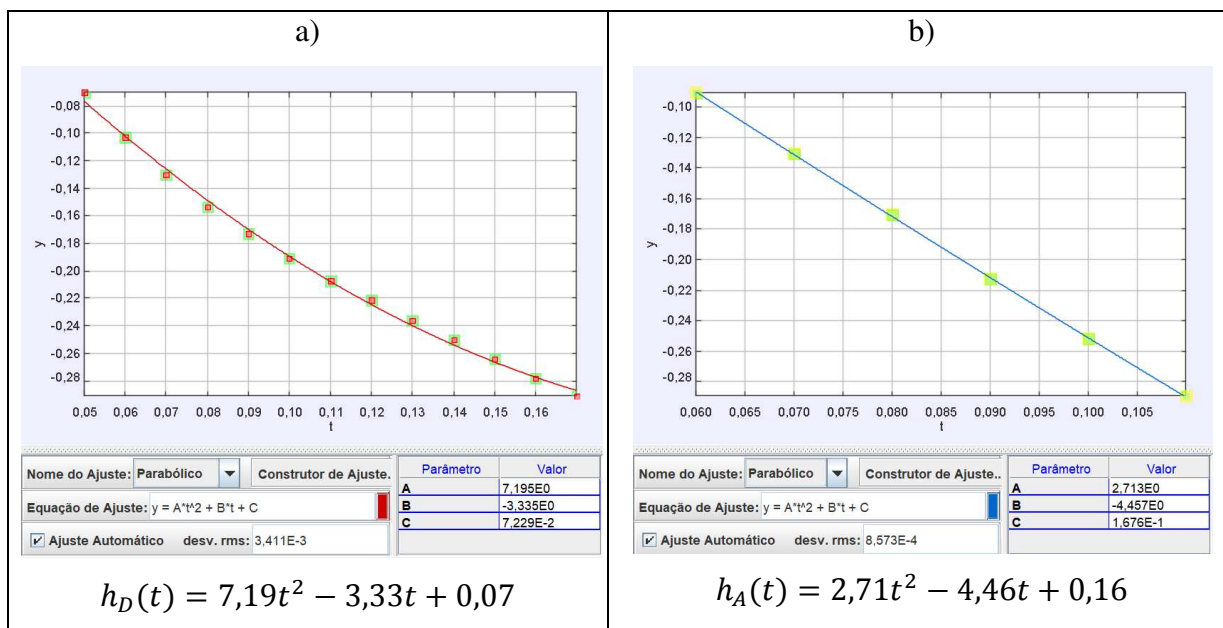 a)
-0,08
-0,10
-0,12
-0,14
-0,16
-0,18
y -0,20
-0,22
-0,24
-0,26
-0,28
0,05 0,06 0,07 0,08 0,09 0,10 0,11 0,12 0,13 0,14 0,15 0,16
t
Nome do Ajuste: Parabólico Construtor de Ajuste.
Equação de Ajuste: y = A*t^2 + B*t + C
Ajuste Automático desv. rms: 3,411E-3
Parâmetro Valor
A 7,195E0
B -3,335E0
C 7,229E-2
h_D(t) = 7,19t² − 3,33t + 0,07
b)
-0,10
-0,12
-0,14
-0,16
-0,18
y -0,20
-0,22
-0,24
-0,26
-0,28
0,060 0,065 0,070 0,075 0,080 0,085 0,090 0,095 0,100 0,105
t
Nome do Ajuste: Parabólico Construtor de Ajuste..
Equação de Ajuste: y = A*t^2 + B*t + C
Ajuste Automático desv. rms: 8,573E-4
Parâmetro Valor
A 2,713E0
B -4,457E0
C 1,676E-1
h_A(t) = 2,71t² − 4,46t + 0,16